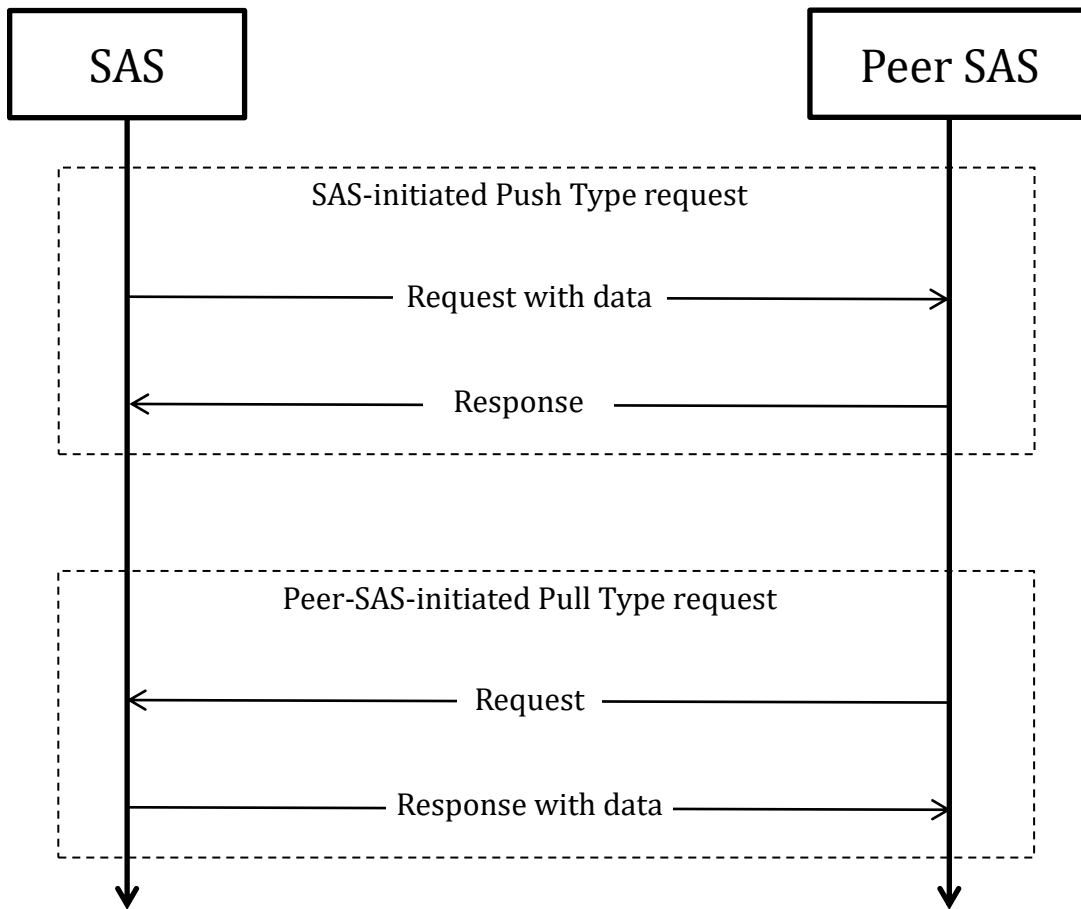 SAS
Peer SAS
SAS-initiated Push Type request
Request with data
Response
Peer-SAS-initiated Pull Type request
Request
Response with data